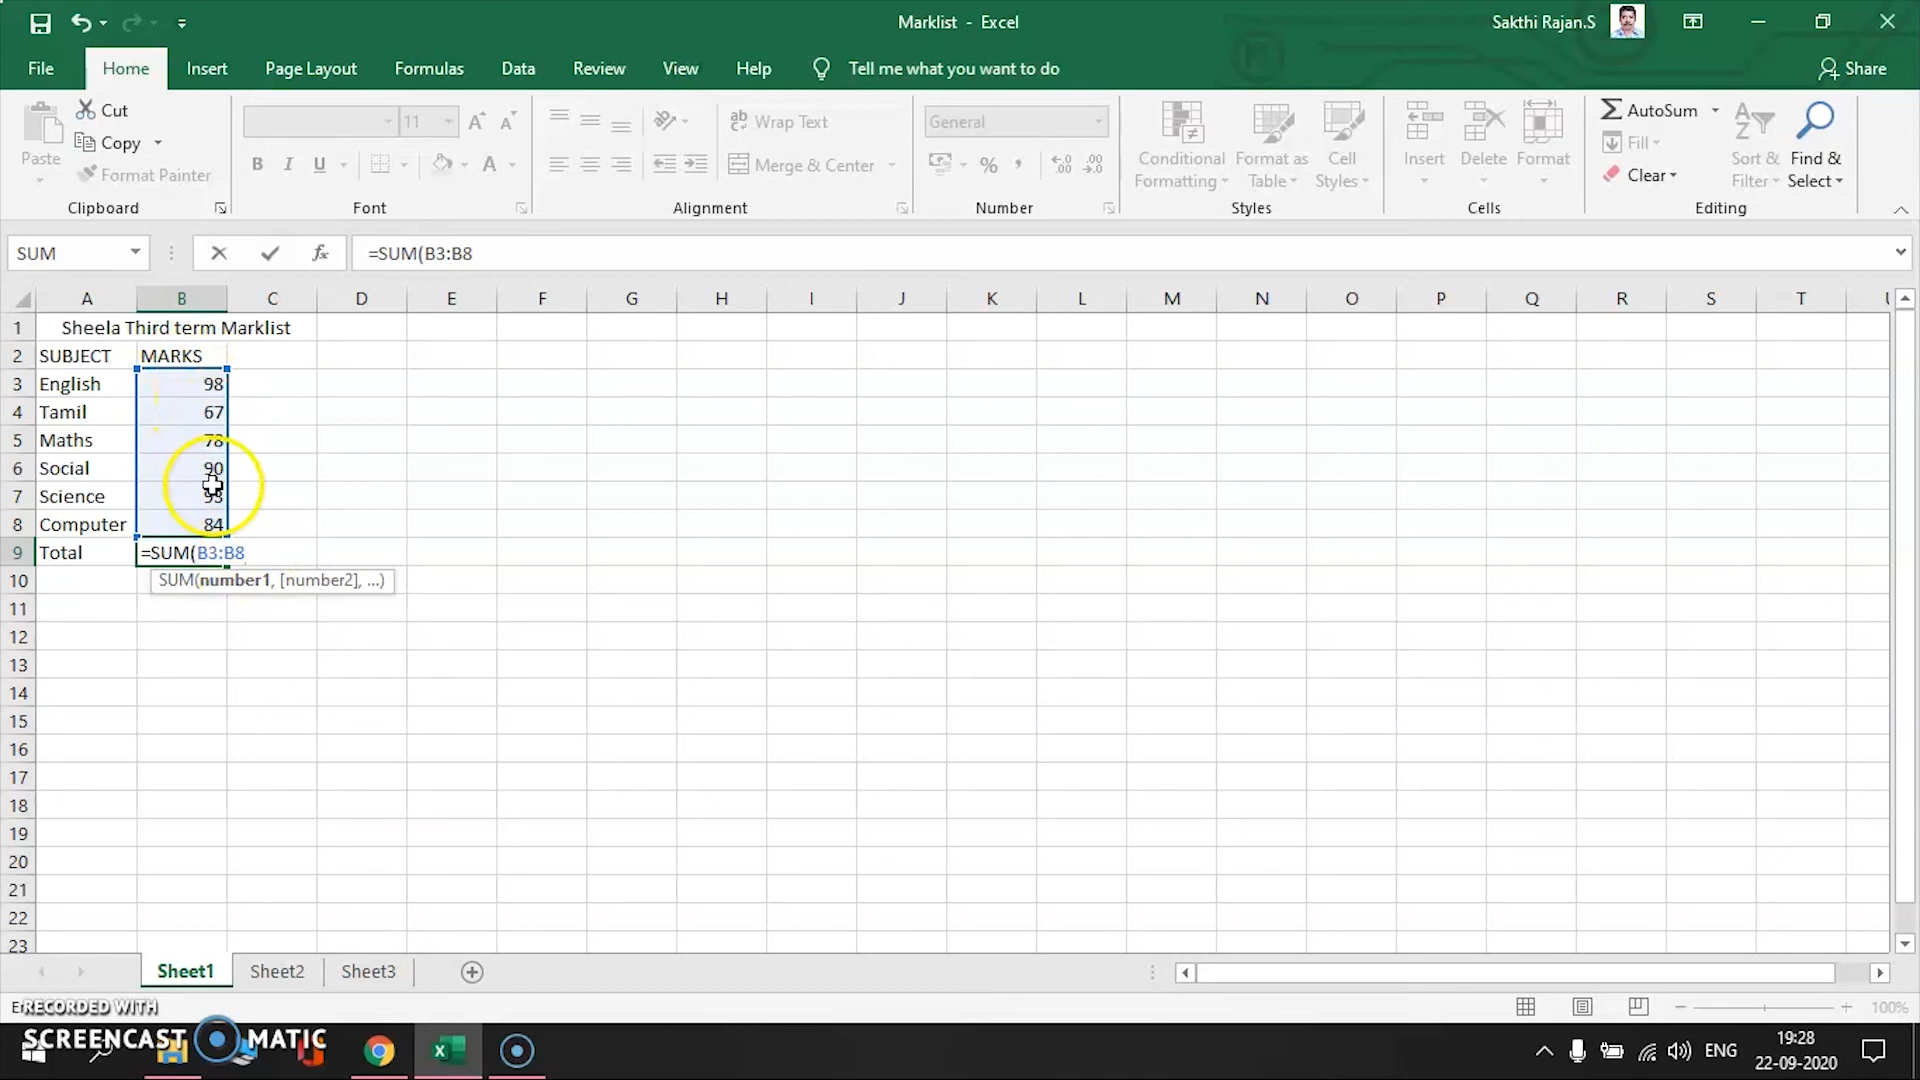 Marklist - Excel
Sakthi Rajan.S
File Home Insert Page Layout Formulas Data Review View Help Tell me what you want to do Share
Paste
Cut
Copy
Format Painter
Clipboard
11
B I U A
Font
Wrap Text
Merge & Center
Alignment
General
% ,
Number
Conditional Formatting
Format as Table
Cell Styles
Styles
Insert
Delete
Format
Cells
AutoSum
Fill
Clear
Sort & Filter
Find & Select
Editing
SUM fx =SUM(B3:B8
A B C D E F G H I J K L M N O P Q R S T
1 Sheela Third term Marklist
2 SUBJECT MARKS
3 English 98
4 Tamil 67
5 Maths 78
6 Social 90
7 Science
8 Computer 84
9 Total =SUM(B3:B8
10 SUM(number1, [number2], ...)
11
12
13
14
15
16
17
18
19
20
21
22
23
Sheet1 Sheet2 Sheet3
100%
RECORDED WITH
SCREENCAST MATIC
ENG
19:28
22-09-2020